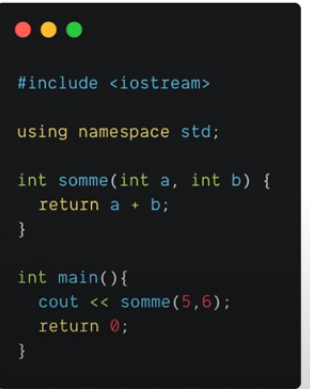 #include <iostream>
using namespace std;
int somme(int a, int b) {
return a + b;
}
int main(){
cout << somme(5,6);
return 0;
}